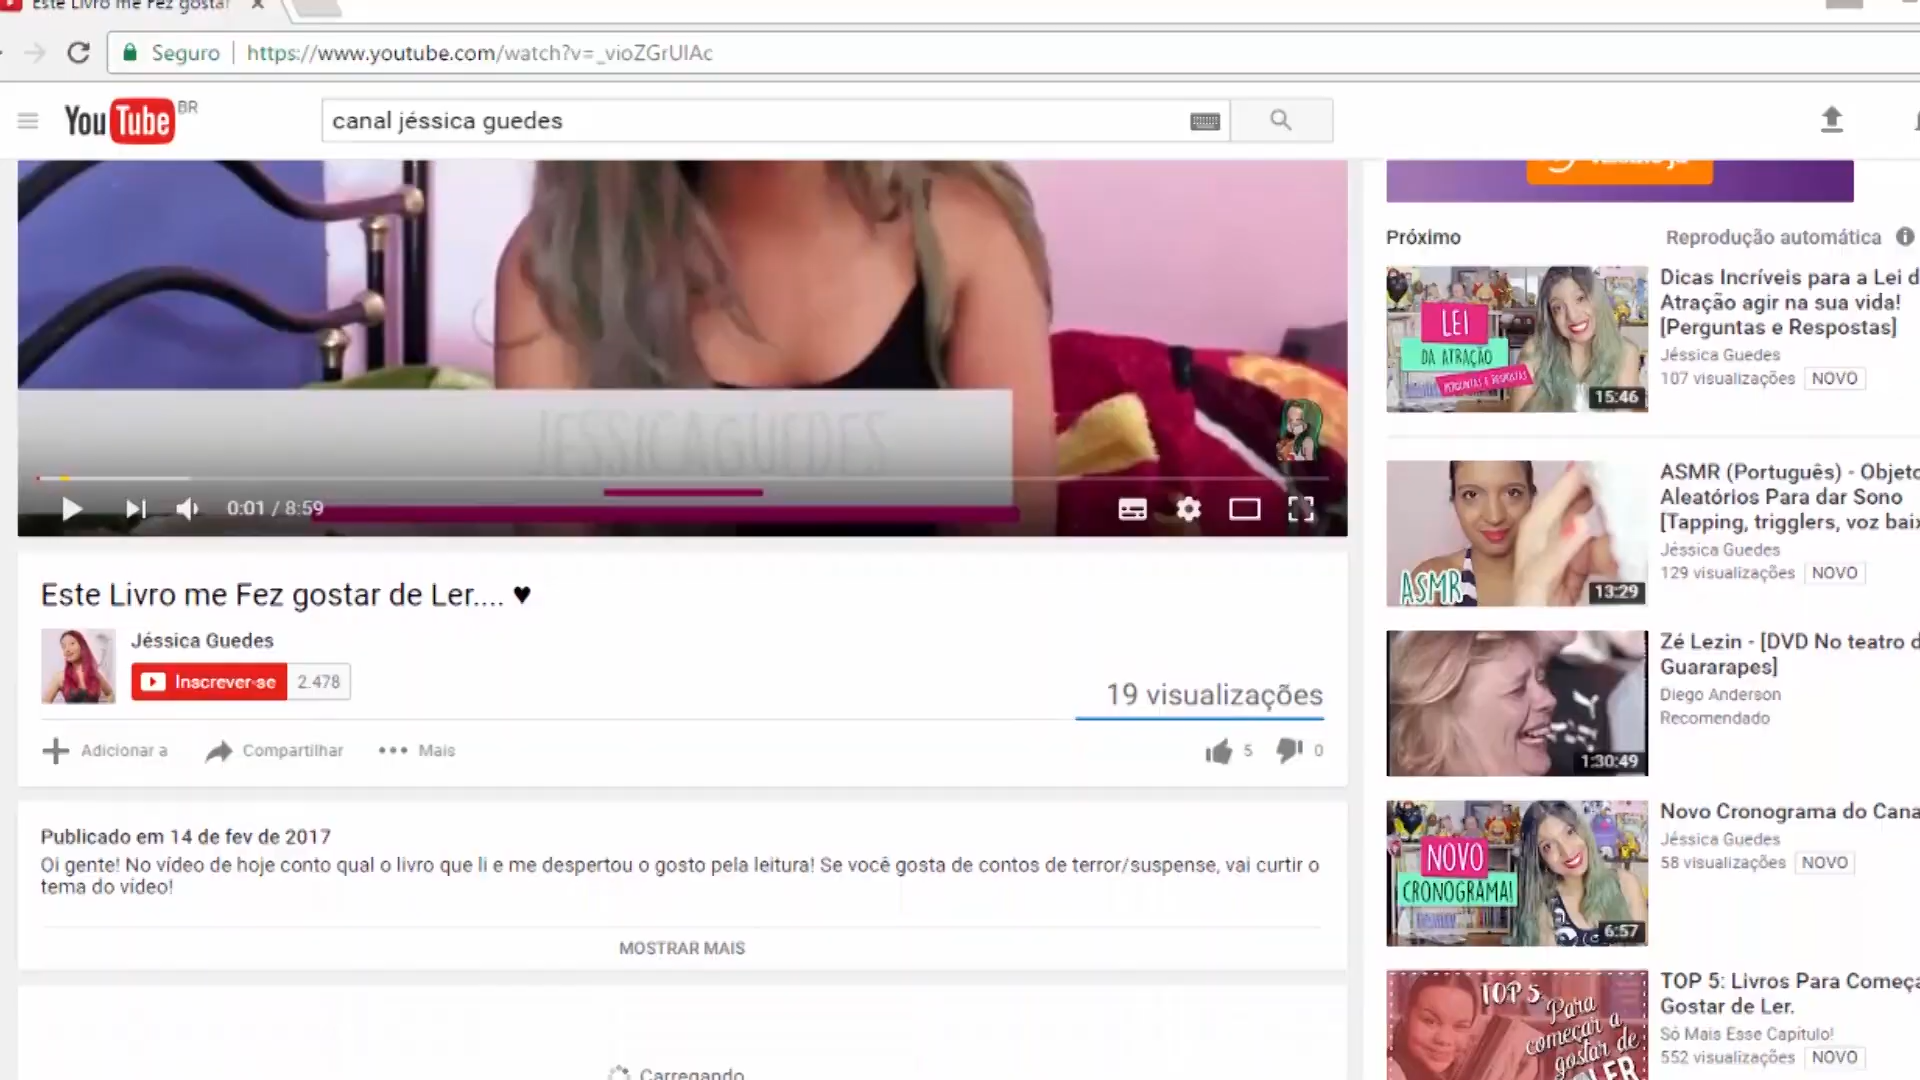 Este Livro me Fez gostar
Seguro
https://www.youtube.com/watch?v=_vioZGrUIAc
YouTube BR
canal jéssica guedes
Próximo
Reprodução automática
LEI
DA ATRAÇÃO
PERGUNTAS E RESPOSTAS
15:46
Dicas Incríveis para a Lei d
Atração agir na sua vida!
[Perguntas e Respostas]
Jéssica Guedes
107 visualizações NOVO
JESSICAGUEDES
0:01 / 8:59
ASMR
13:29
ASMR (Português) - Objeto
Aleatórios Para dar Sono
[Tapping, trigglers, voz baix
Jéssica Guedes
129 visualizações NOVO
Este Livro me Fez gostar de Ler.... ♥
Jéssica Guedes
Inscrever-se 2.478
19 visualizações
Adicionar a
Compartilhar
Mais
5
0
1:30:49
Zé Lezin - [DVD No teatro d
Guararapes]
Diego Anderson
Recomendado
Publicado em 14 de fev de 2017
Oi gente! No vídeo de hoje conto qual o livro que li e me despertou o gosto pela leitura! Se você gosta de contos de terror/suspense, vai curtir o
tema do vídeo!
MOSTRAR MAIS
NOVO
CRONOGRAMA!
6:57
Novo Cronograma do Cana
Jéssica Guedes
58 visualizações NOVO
TOP 5
Para
começar a
gostar de
LER
TOP 5: Livros Para Começa
Gostar de Ler.
Só Mais Esse Capítulo!
552 visualizações NOVO
Carregando